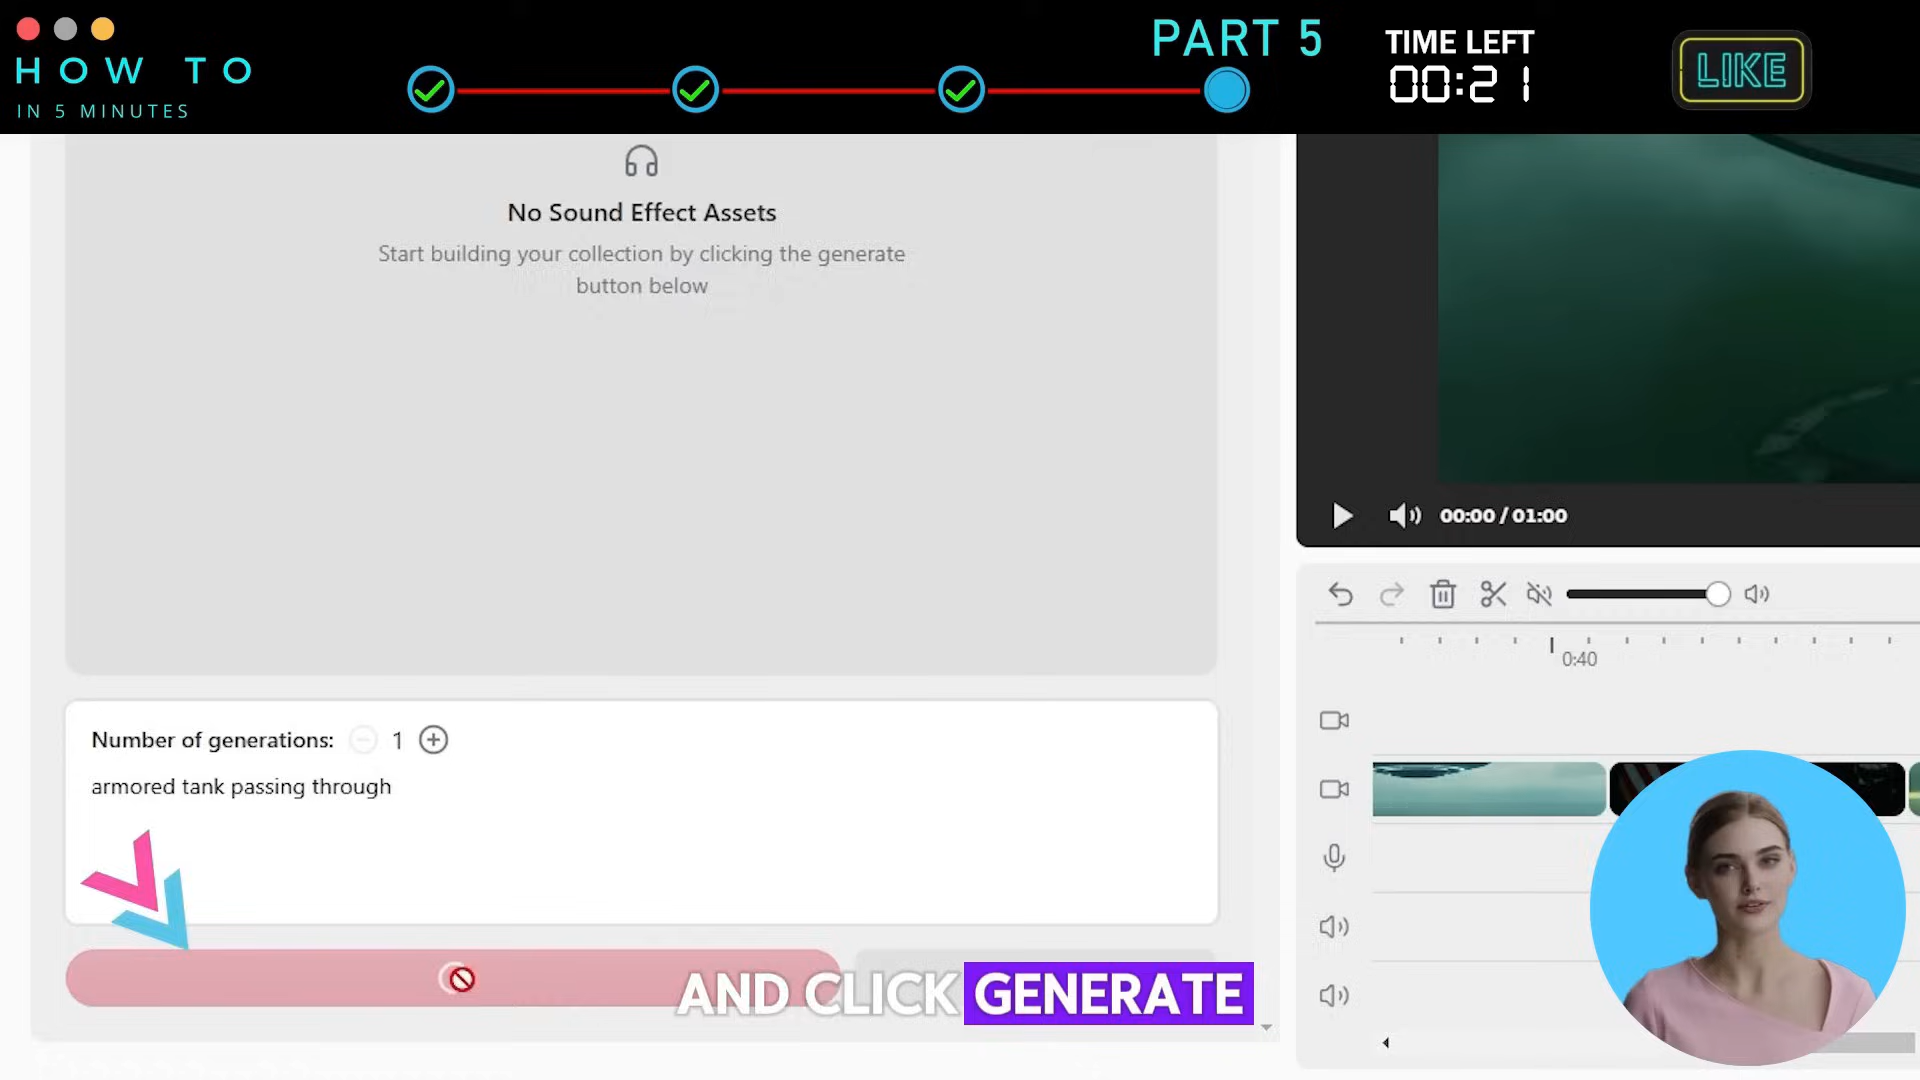 HOW TO
IN 5 MINUTES
PART 5
TIME LEFT
00:21
LIKE
No Sound Effect Assets
Start building your collection by clicking the generate
button below
00:00 / 01:00
0:40
Number of generations: 1
armored tank passing through
AND CLICK GENERATE